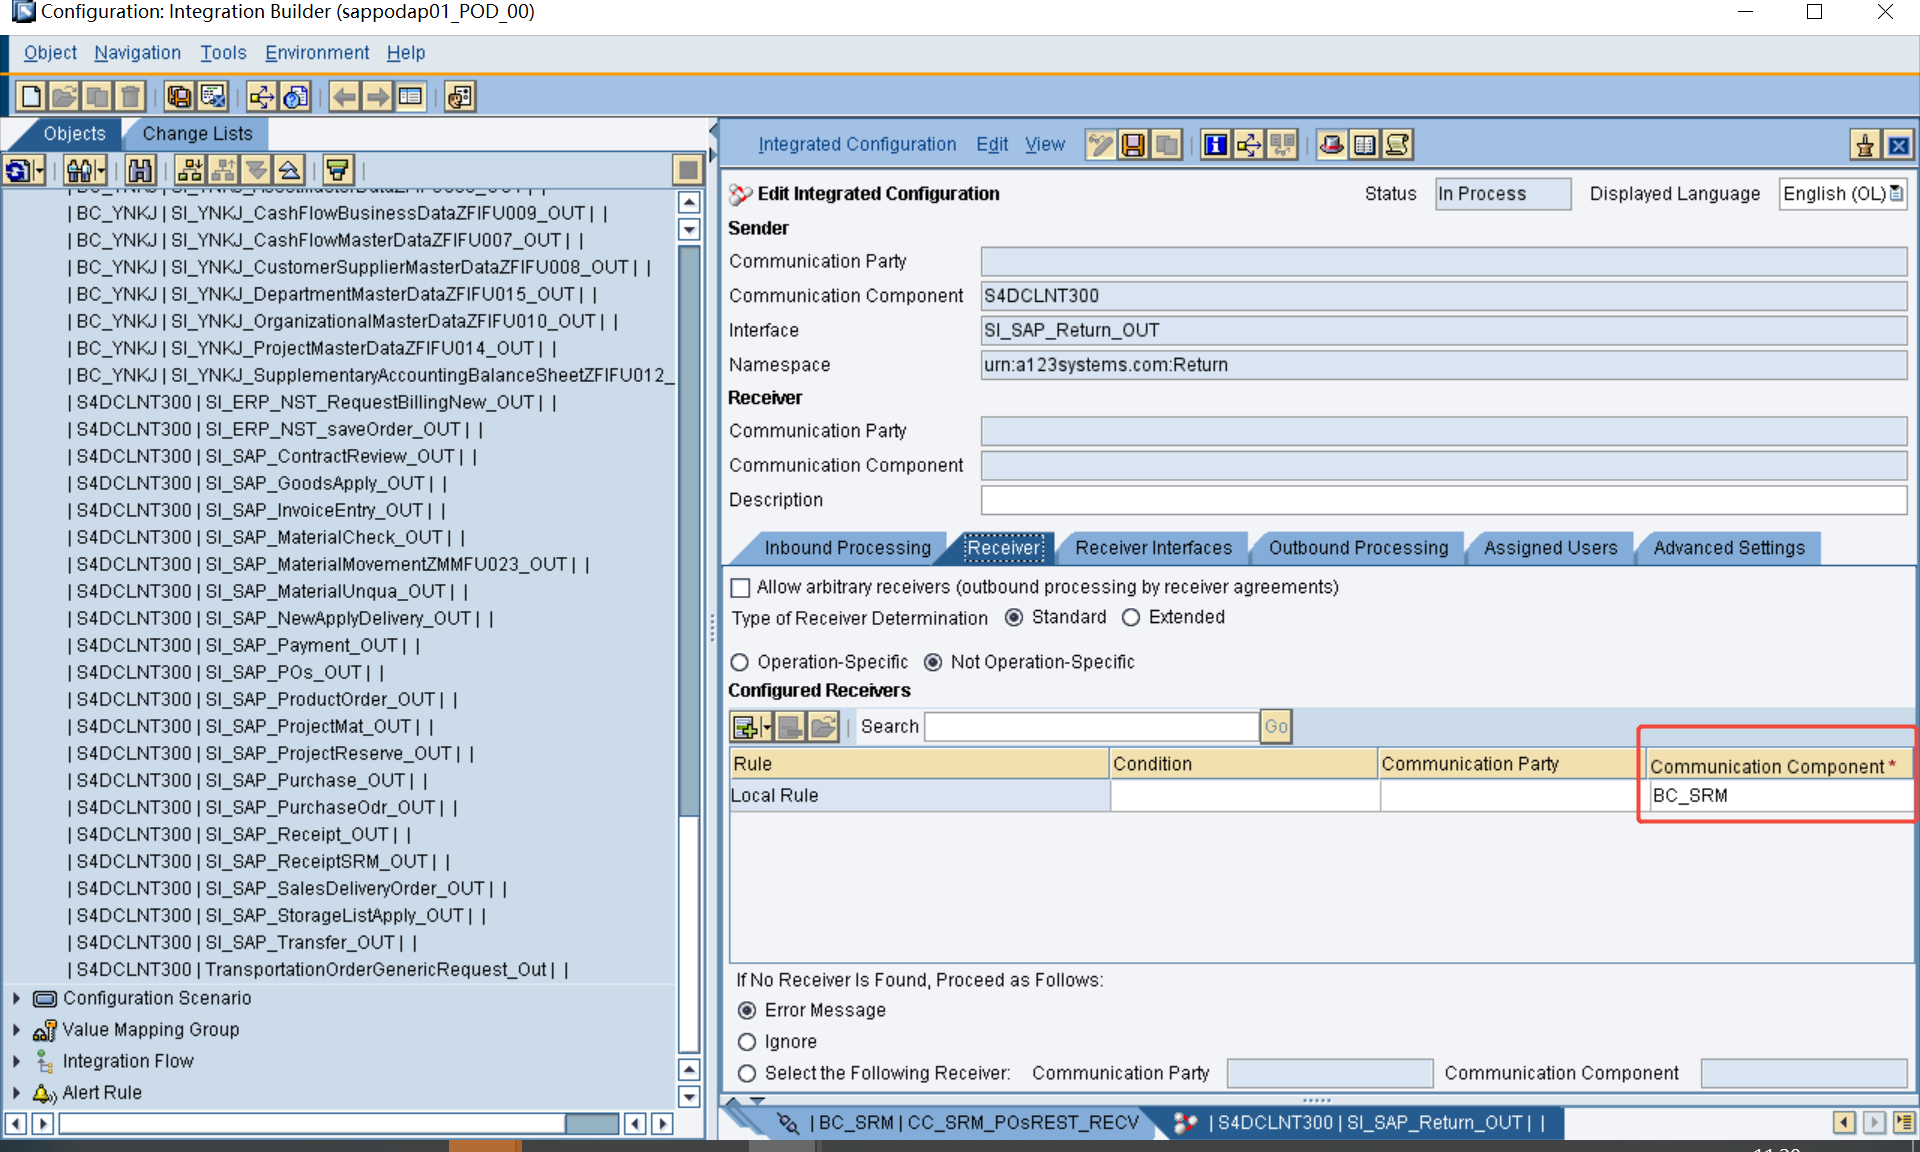 Configuration: Integration Builder (sappodap01_POD_00)
Object Navigation Tools Environment Help
Objects Change Lists
| BC_YNKJ | SI_YNKJ_CashFlowBusinessDataZFIFU009_OUT | |
| BC_YNKJ | SI_YNKJ_CashFlowMasterDataZFIFU007_OUT | |
| BC_YNKJ | SI_YNKJ_CustomerSupplierMasterDataZFIFU008_OUT | |
| BC_YNKJ | SI_YNKJ_DepartmentMasterDataZFIFU015_OUT | |
| BC_YNKJ | SI_YNKJ_OrganizationalMasterDataZFIFU010_OUT | |
| BC_YNKJ | SI_YNKJ_ProjectMasterDataZFIFU014_OUT | |
| BC_YNKJ | SI_YNKJ_SupplementaryAccountingBalanceSheetZFIFU012_
| S4DCLNT300 | SI_ERP_NST_RequestBillingNew_OUT | |
| S4DCLNT300 | SI_ERP_NST_saveOrder_OUT | |
| S4DCLNT300 | SI_SAP_ContractReview_OUT | |
| S4DCLNT300 | SI_SAP_GoodsApply_OUT | |
| S4DCLNT300 | SI_SAP_InvoiceEntry_OUT | |
| S4DCLNT300 | SI_SAP_MaterialCheck_OUT | |
| S4DCLNT300 | SI_SAP_MaterialMovementZMMFU023_OUT | |
| S4DCLNT300 | SI_SAP_MaterialUnqua_OUT | |
| S4DCLNT300 | SI_SAP_NewApplyDelivery_OUT | |
| S4DCLNT300 | SI_SAP_Payment_OUT | |
| S4DCLNT300 | SI_SAP_POs_OUT | |
| S4DCLNT300 | SI_SAP_ProductOrder_OUT | |
| S4DCLNT300 | SI_SAP_ProjectMat_OUT | |
| S4DCLNT300 | SI_SAP_ProjectReserve_OUT | |
| S4DCLNT300 | SI_SAP_Purchase_OUT | |
| S4DCLNT300 | SI_SAP_PurchaseOdr_OUT | |
| S4DCLNT300 | SI_SAP_Receipt_OUT | |
| S4DCLNT300 | SI_SAP_ReceiptSRM_OUT | |
| S4DCLNT300 | SI_SAP_SalesDeliveryOrder_OUT | |
| S4DCLNT300 | SI_SAP_StorageListApply_OUT | |
| S4DCLNT300 | SI_SAP_Transfer_OUT | |
| S4DCLNT300 | TransportationOrderGenericRequest_Out | |
Configuration Scenario
Value Mapping Group
Integration Flow
Alert Rule
Integrated Configuration Edit View
Edit Integrated Configuration Status In Process Displayed Language English (OL)
Sender
Communication Party
Communication Component S4DCLNT300
Interface SI_SAP_Return_OUT
Namespace urn:a123systems.com:Return
Receiver
Communication Party
Communication Component
Description
Inbound Processing Receiver Receiver Interfaces Outbound Processing Assigned Users Advanced Settings
Allow arbitrary receivers (outbound processing by receiver agreements)
Type of Receiver Determination Standard Extended
Operation-Specific Not Operation-Specific
Configured Receivers
Search Go
Rule Condition Communication Party Communication Component *
Local Rule BC_SRM
If No Receiver Is Found, Proceed as Follows:
Error Message
Ignore
Select the Following Receiver: Communication Party Communication Component
| BC_SRM | CC_SRM_POsREST_RECV | S4DCLNT300 | SI_SAP_Return_OUT | |